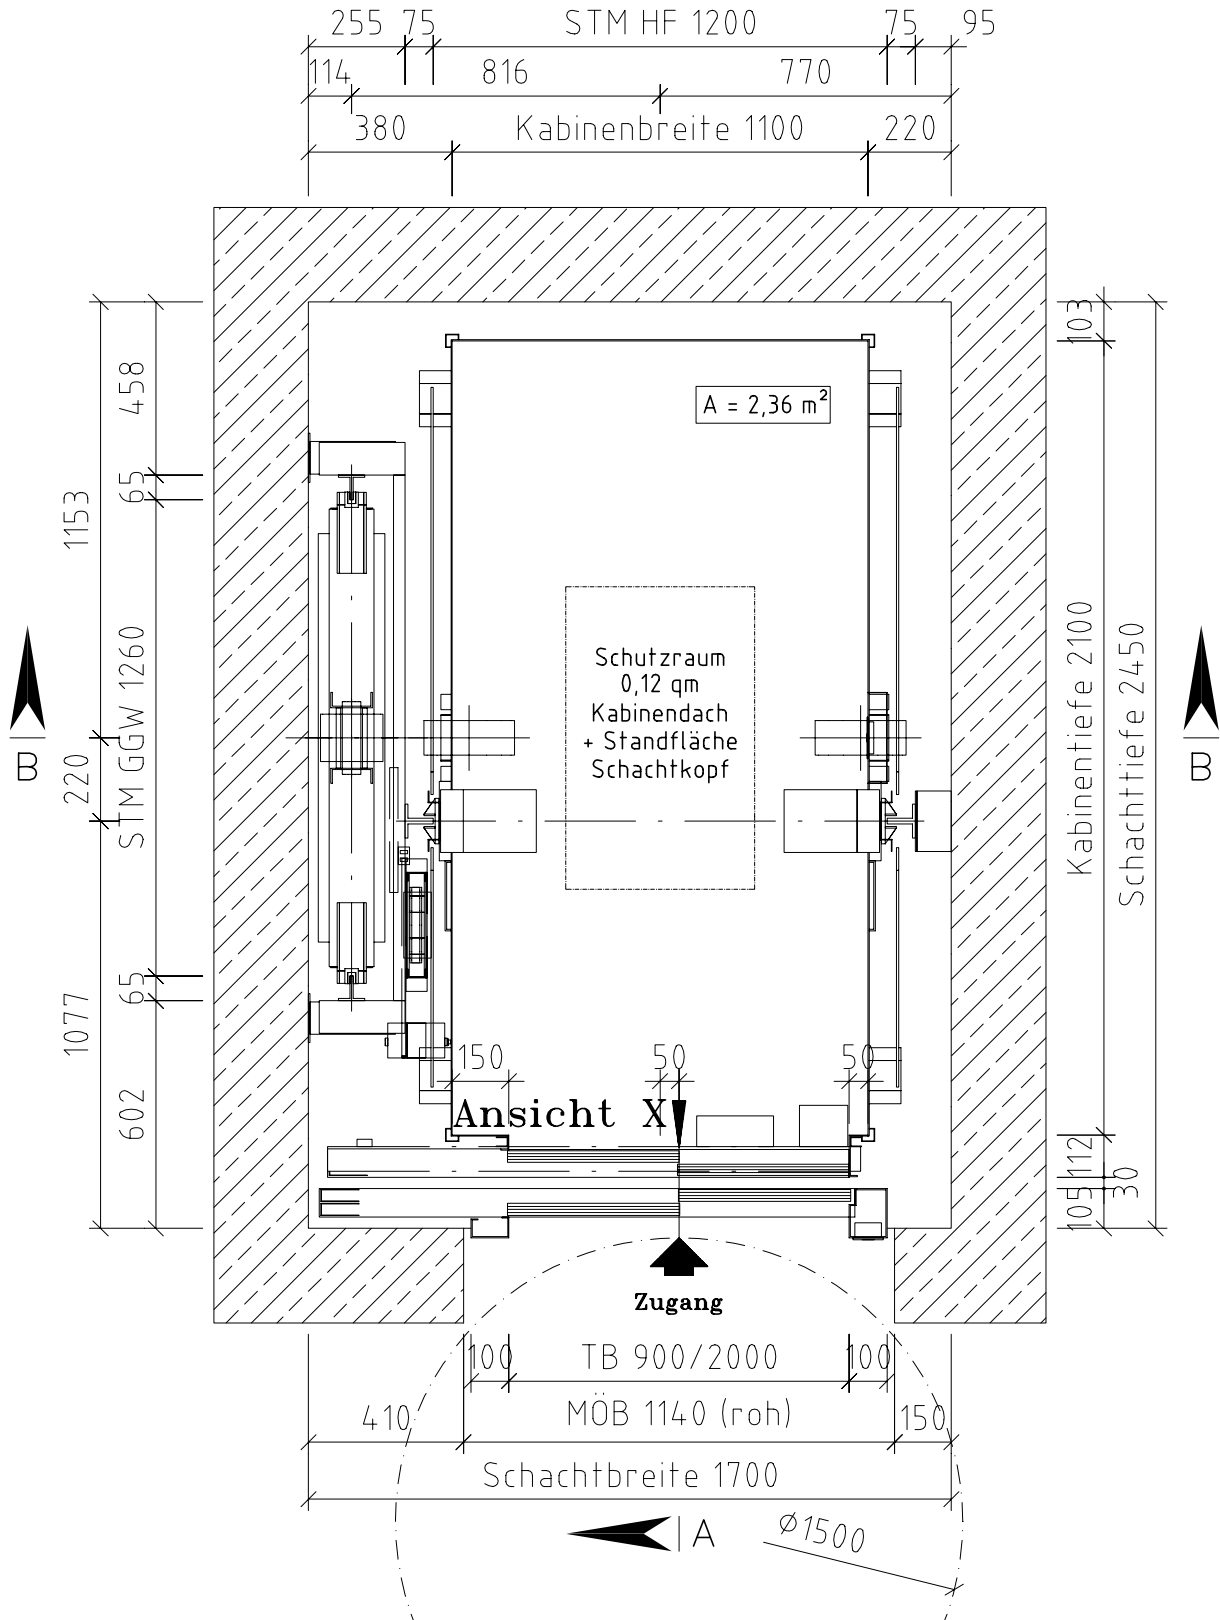 255 75 STM HF 1200 75 95
114 816 770
380 Kabinenbreite 1100 220
103
458
A = 2,36 m²
65
1153
STM GGW 1260
220
Kabinentiefe 2100
Schachttiefe 2450
Schutzraum
0,12 qm
Kabinendach
+ Standfläche
Schachtkopf
B
B
65
1077
602
150 50 50
Ansicht X
112
30
105
Zugang
100 TB 900/2000 100
410 MÖB 1140 (roh) 150
Schachtbreite 1700
A
Ø1500